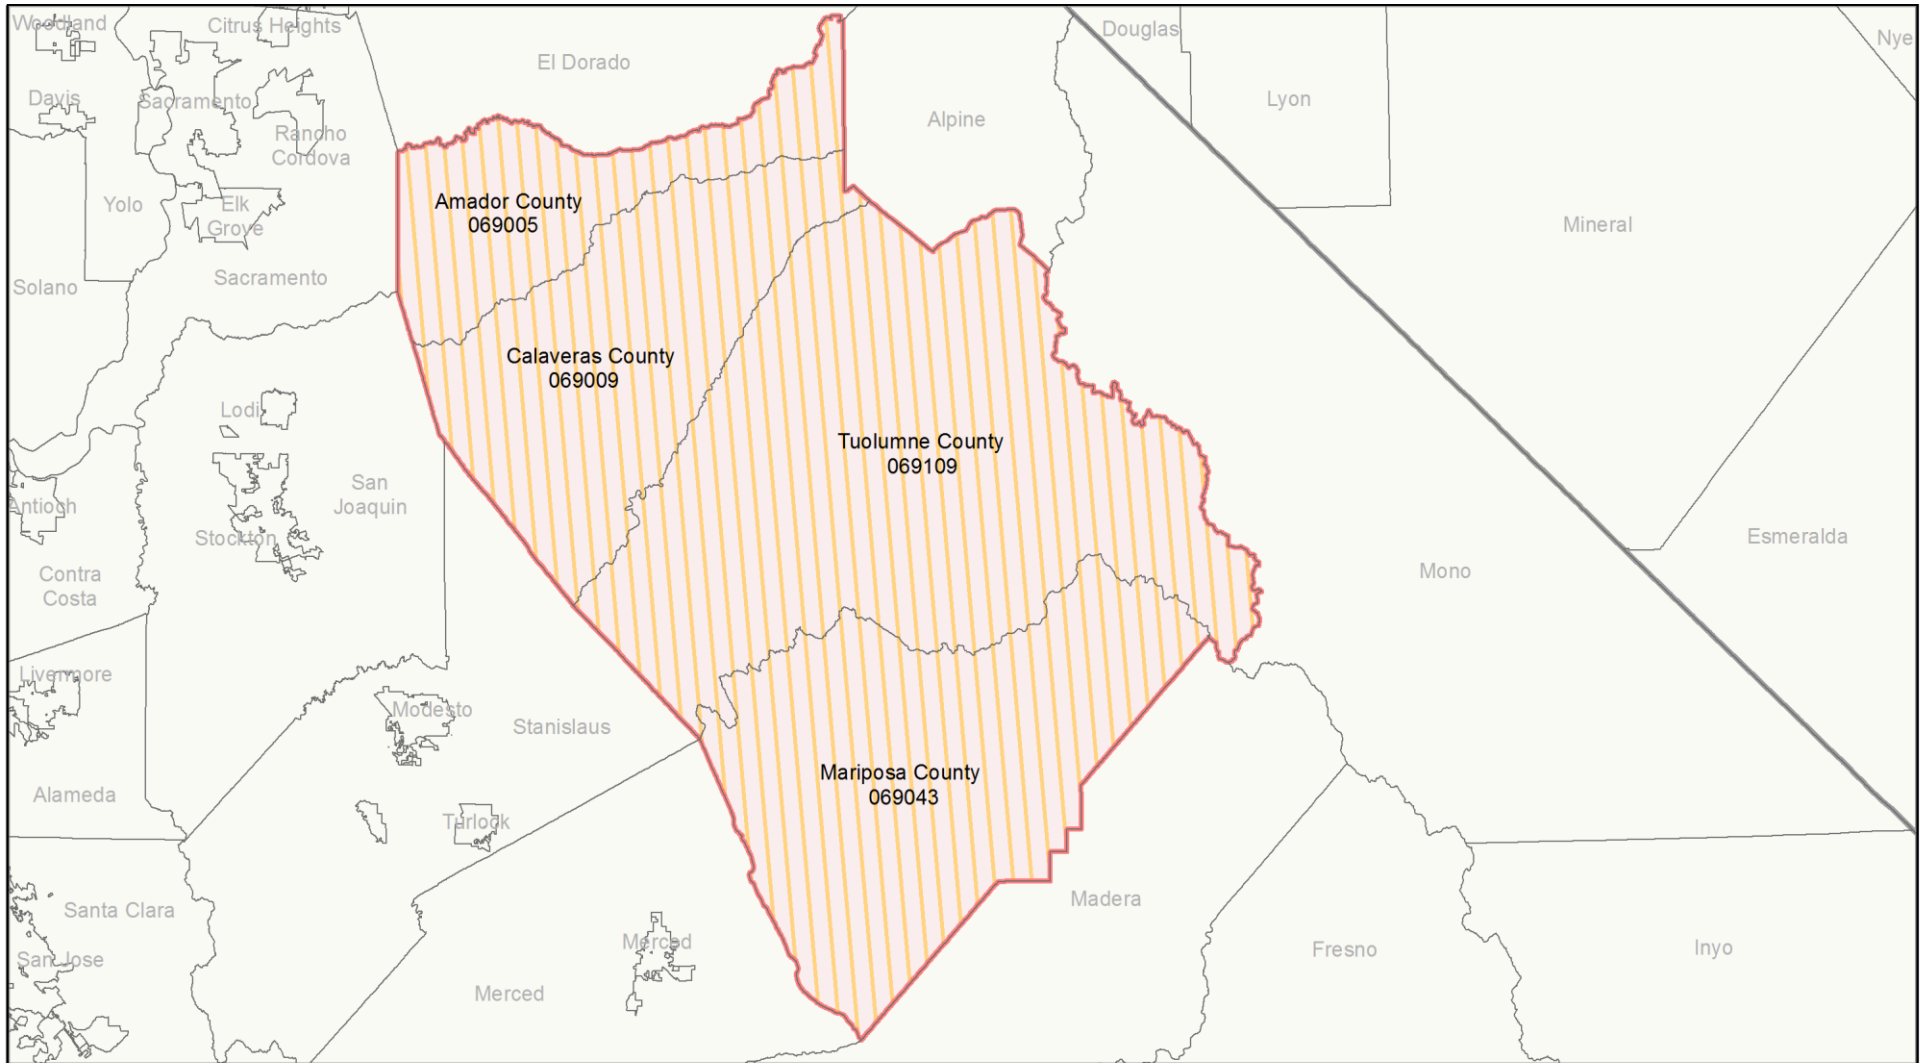 Woodland
Citrus Heights
Douglas
Nye
El Dorado
Davis
Sacramento
Lyon
Alpine
Rancho
Cordova
Amador County
069005
Yolo
Elk
Grove
Mineral
Sacramento
Solano
Calaveras County
069009
Lodi
Tuolumne County
069109
San
Joaquin
Antioch
Stockton
Esmeralda
Contra
Costa
Mono
Livermore
Modesto
Stanislaus
Mariposa County
069043
Alameda
Turlock
Madera
Santa Clara
Merced
Fresno
Inyo
San Jose
Merced